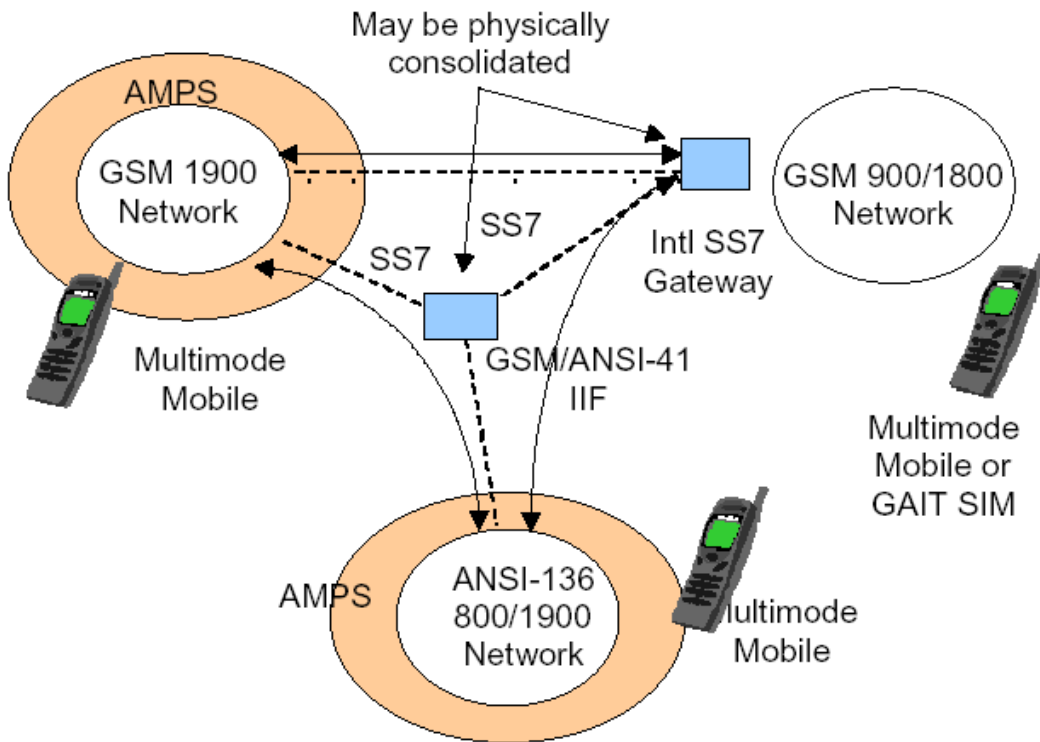 May be physically
consolidated
AMPS
GSM 1900
Network
GSM 900/1800
Network
SS7
SS7
Intl SS7
Gateway
Multimode
Mobile
GSM/ANSI-41
IIF
Multimode
Mobile or
GAIT SIM
AMPS
ANSI-136
800/1900
Network
Multimode
Mobile